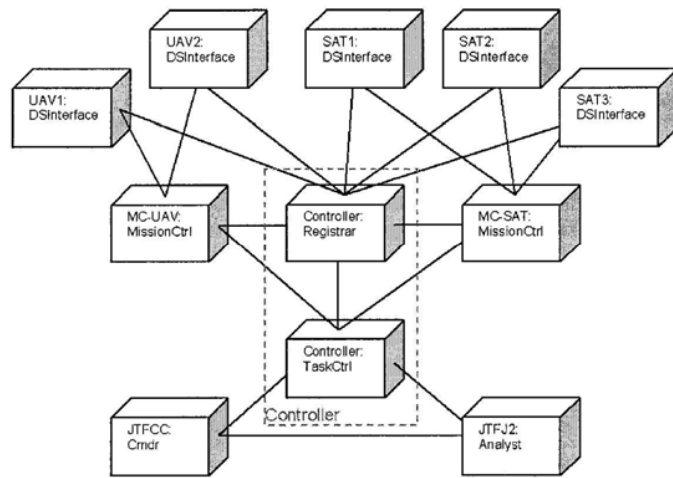 UAV2:
DSInterface
SAT1:
DSInterface
SAT2:
DSInterface
UAV1:
DSInterface
SAT3:
DSInterface
MC-UAV:
MissionCtrl
Controller:
Registrar
MC-SAT:
MissionCtrl
Controller:
TaskCtrl
Controller
JTFCC:
Cmdr
JTFJ2:
Analyst